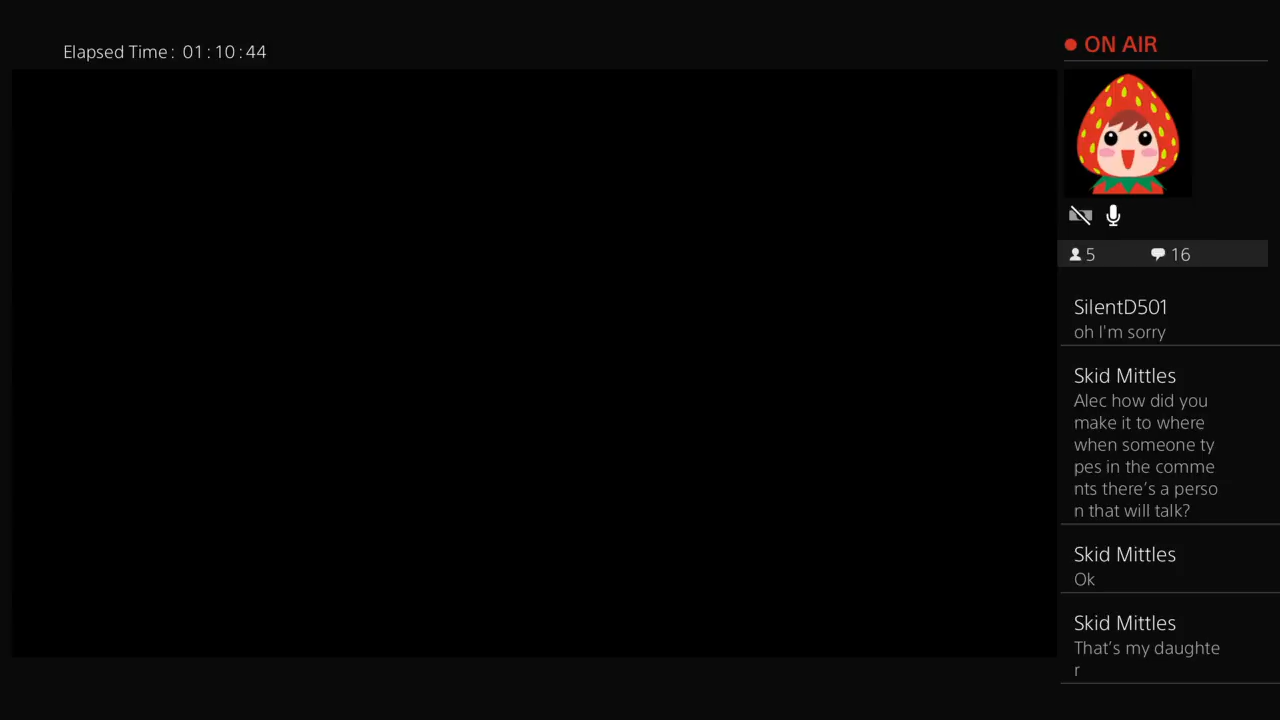 Elapsed Time: 01:10:44
ON AIR
5 16
SilentD501
oh I'm sorry
Skid Mittles
Alec how did you
make it to where
when someone ty
pes in the comme
nts there's a perso
n that will talk?
Skid Mittles
Ok
Skid Mittles
That's my daughte
r